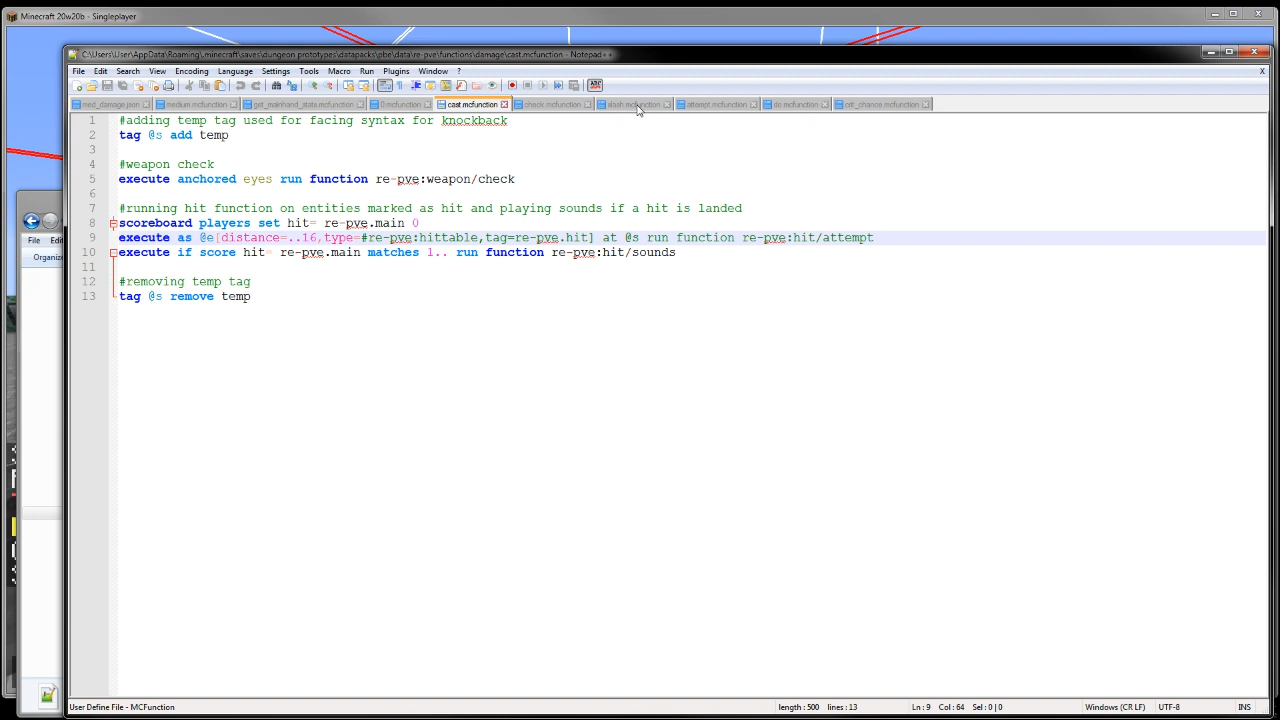 Minecraft 20w20b - Singleplayer
C:\Users\User\AppData\Roaming\.minecraft\saves\dungeon prototypes\datapacks\pbe\data\re-pve\functions\damage\cast.mcfunction - Notepad++
File Edit Search View Encoding Language Settings Tools Macro Run Plugins Window ? X
med_damage.json medium.mcfunction get_mainhand_state.mcfunction 0.mcfunction cast.mcfunction check.mcfunction slash.mcfunction attempt.mcfunction do.mcfunction crit_chance.mcfunction
1 #adding temp tag used for facing syntax for knockback
2 tag @s add temp
3
4 #weapon check
5 execute anchored eyes run function re-pve:weapon/check
6
7 #running hit function on entities marked as hit and playing sounds if a hit is landed
8 scoreboard players set hit= re-pve.main 0
9 execute as @e[distance=..16,type=#re-pve:hittable,tag=re-pve.hit] at @s run function re-pve:hit/attempt
10 execute if score hit= re-pve.main matches 1.. run function re-pve:hit/sounds
11
12 #removing temp tag
13 tag @s remove temp
File Edi
Organize
User Define File - MCFunction length : 500 lines : 13 Ln : 9 Col : 64 Sel : 0 | 0 Windows (CR LF) UTF-8 INS